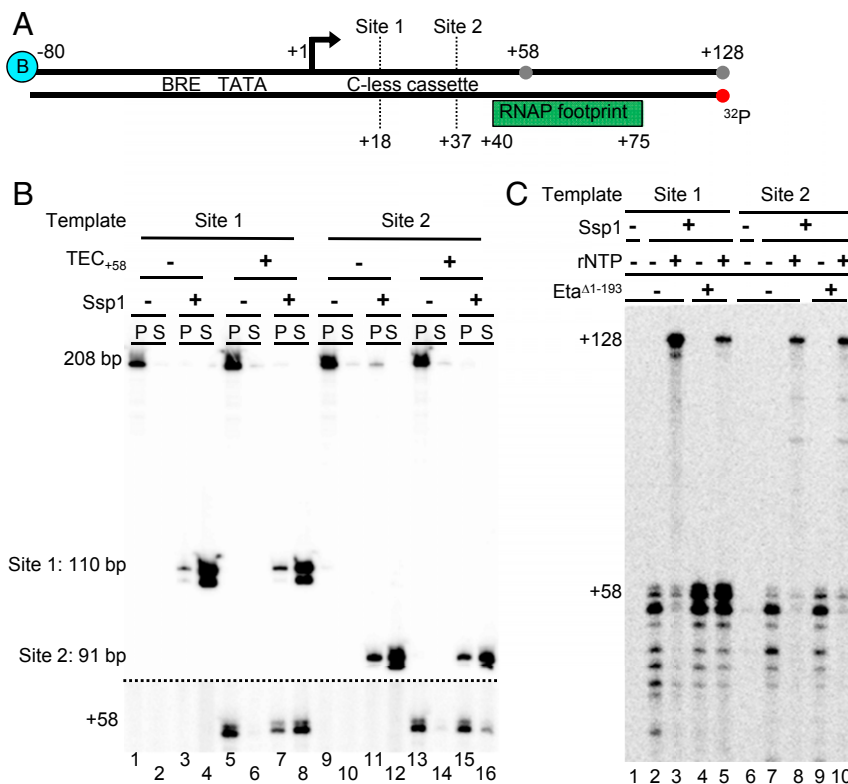 A
Site 1 Site 2
B -80 +1 +58 +128
BRE TATA C-less cassette
RNAP footprint 32P
+18 +37 +40 +75
B
Template Site 1 Site 2
TEC+58 - + - +
Ssp1 - + - + - + - +
P S P S P S P S P S P S P S P S
208 bp
Site 1: 110 bp
Site 2: 91 bp
+58
1 2 3 4 5 6 7 8 9 10 11 12 13 14 15 16
C
Template Site 1 Site 2
Ssp1 - + - +
rNTP - - + - + - - + - +
EtaΔ1-193 - + - +
+128
+58
1 2 3 4 5 6 7 8 9 10